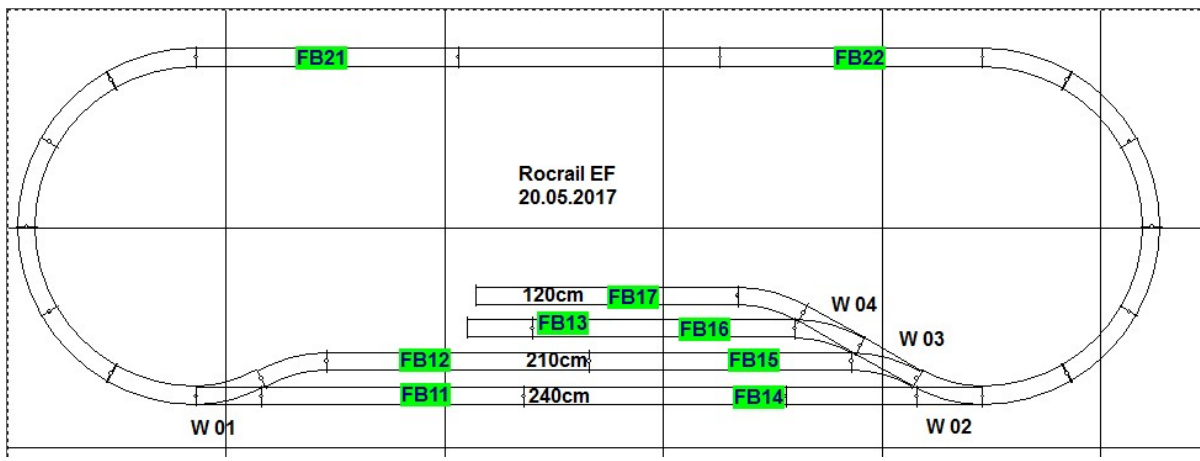 FB21 FB22
Rocrail EF
20.05.2017
120cm FB17 W 04
FB13 FB16 W 03
FB12 210cm FB15
FB11 240cm FB14
W 01 W 02